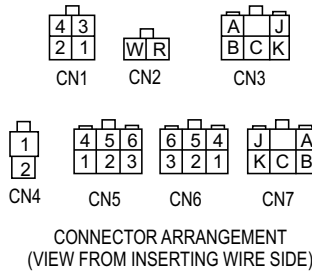 4 3
2 1
CN1
W R
CN2
A J
B C K
CN3
1
2
CN4
4 5 6
1 2 3
CN5
6 5 4
3 2 1
CN6
J A
K C B
CN7
CONNECTOR ARRANGEMENT
(VIEW FROM INSERTING WIRE SIDE)